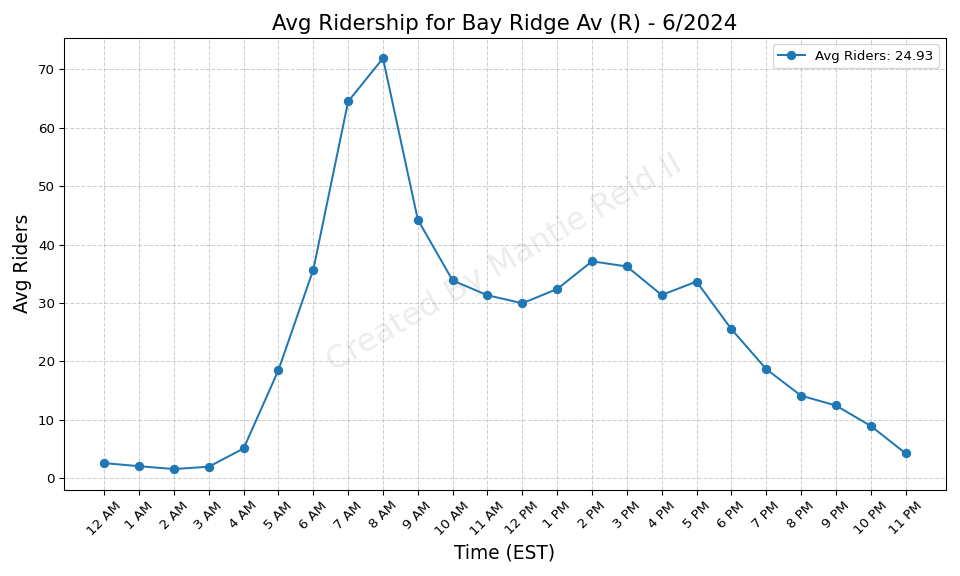 Avg Ridership for Bay Ridge Av (R) - 6/2024
Avg Riders: 24.93
Avg Riders
70
60
50
40
30
20
10
0
Created By Mantie Reid II
12 AM
1 AM
2 AM
3 AM
4 AM
5 AM
6 AM
7 AM
8 AM
9 AM
10 AM
11 AM
12 PM
1 PM
2 PM
3 PM
4 PM
5 PM
6 PM
7 PM
8 PM
9 PM
10 PM
11 PM
Time (EST)